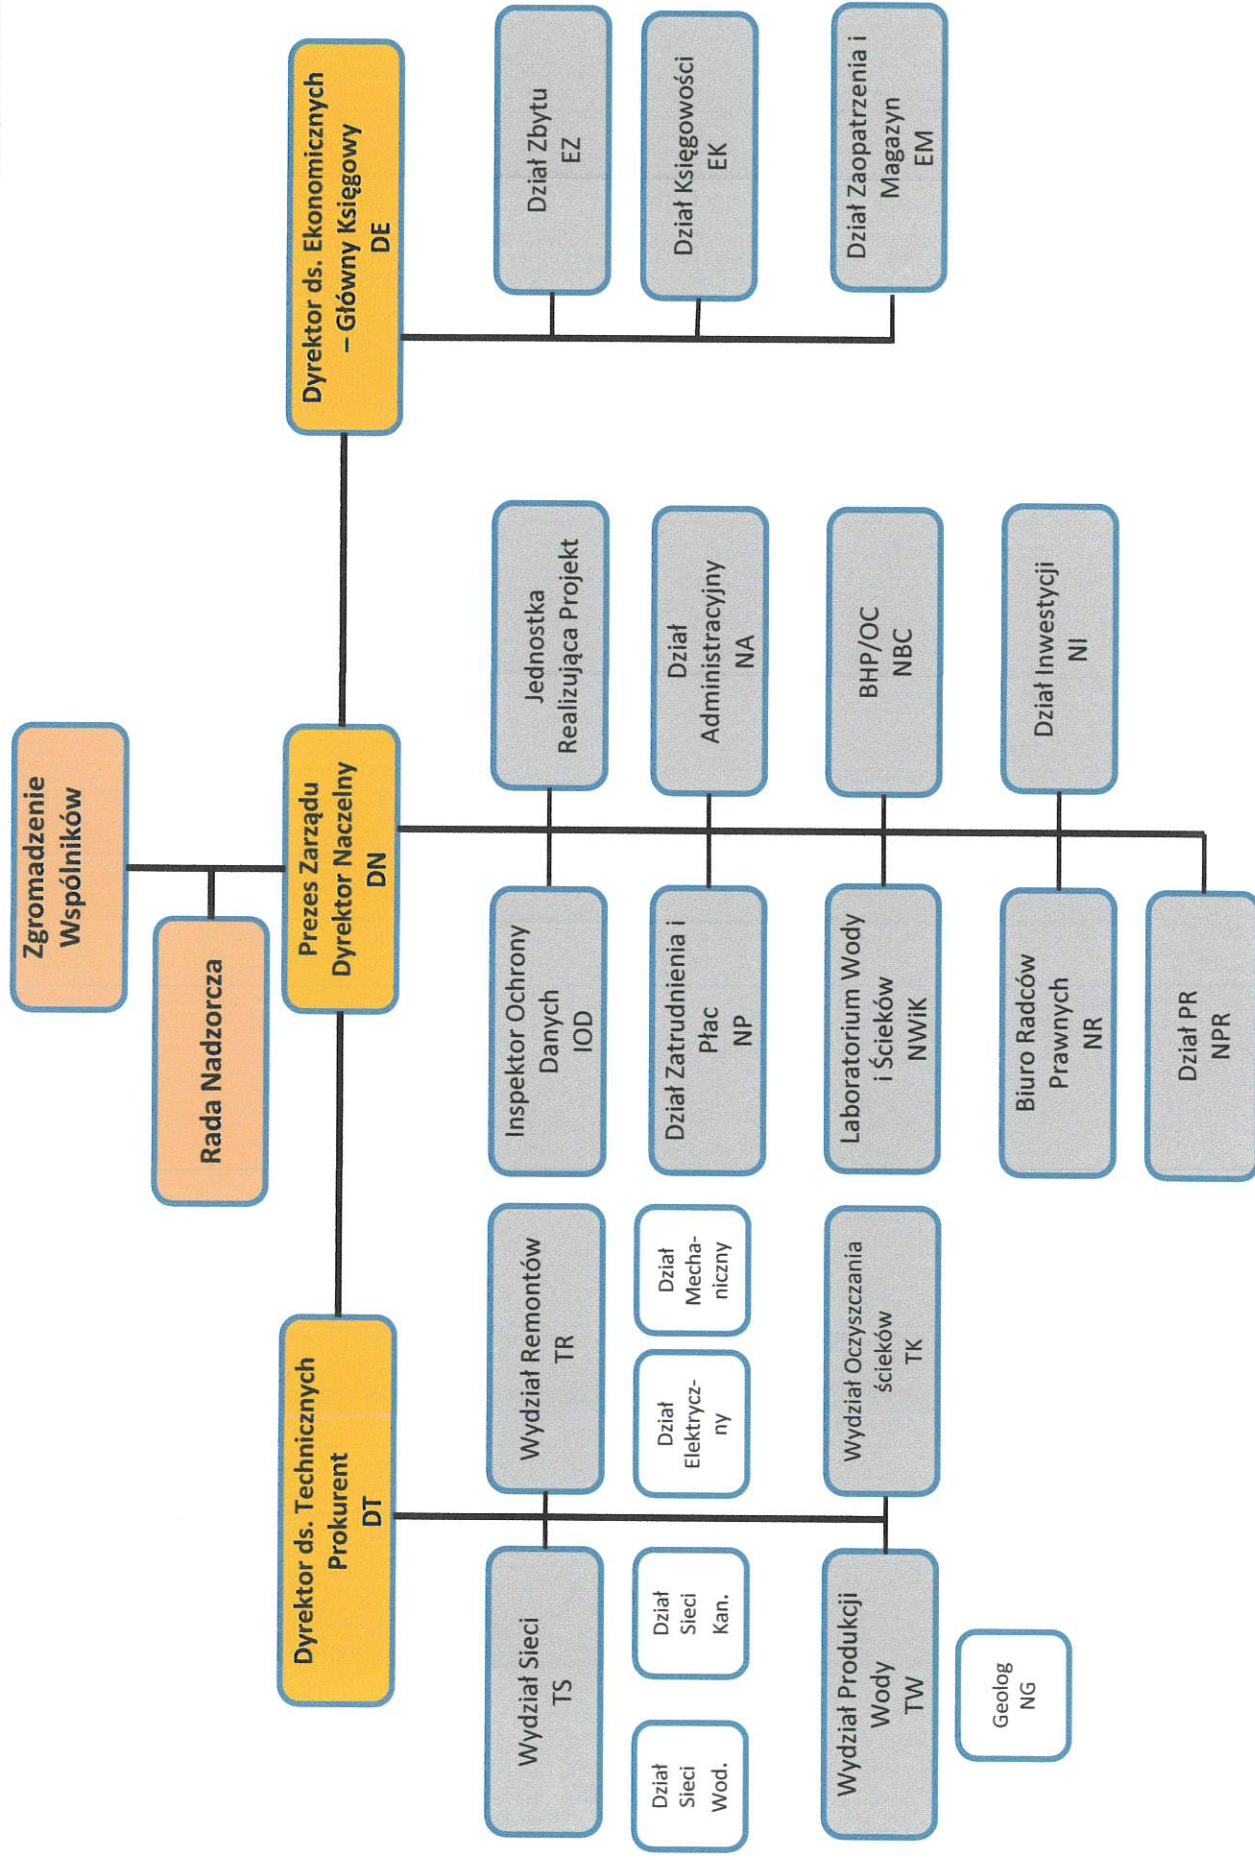 Zgromadzenie
Wspólników
Rada Nadzorcza
Dyrektor ds. Technicznych
Prokurent
DT
Prezes Zarządu
Dyrektor Naczelny
DN
Dyrektor ds. Ekonomicznych
– Główny Księgowy
DE
Wydział Sieci
TS
Wydział Remontów
TR
Dział
Sieci
Wod.
Dział
Sieci
Kan.
Dział
Elektrycz-
ny
Dział
Mecha-
niczny
Wydział Produkcji
Wody
TW
Wydział Oczyszczania
ścieków
TK
Geolog
NG
Inspektor Ochrony
Danych
IOD
Jednostka
Realizująca Projekt
Dział Zatrudnienia i
Płac
NP
Dział
Administracyjny
NA
Laboratorium Wody
i Ścieków
NWiK
BHP/OC
NBC
Biuro Radców
Prawnych
NR
Dział Inwestycji
NI
Dział PR
NPR
Dział Zbytu
EZ
Dział Księgowości
EK
Dział Zaopatrzenia i
Magazyn
EM